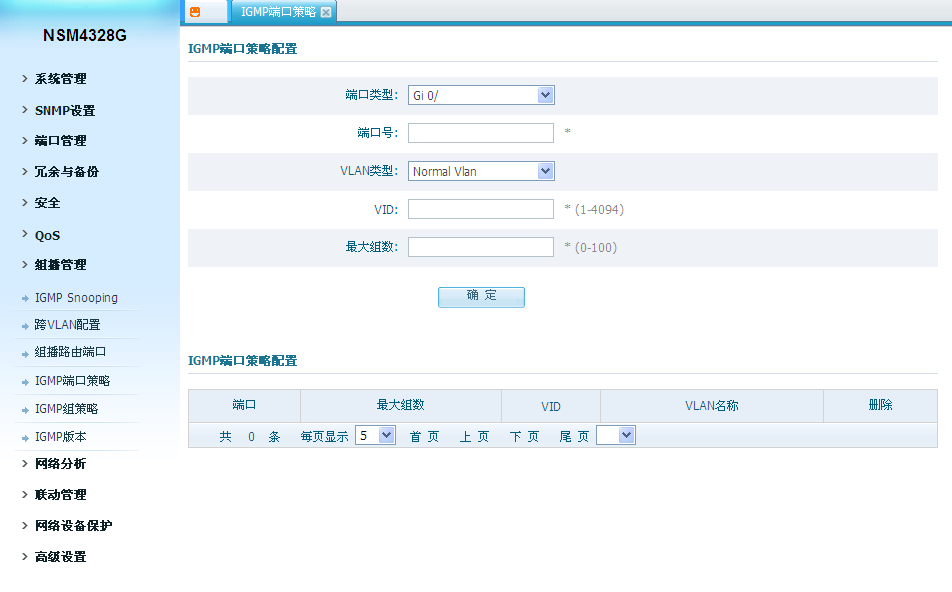 IGMP端口策略
NSM4328G
系统管理
SNMP设置
端口管理
冗余与备份
安全
QoS
组播管理
IGMP Snooping
跨VLAN配置
组播路由端口
IGMP端口策略
IGMP组策略
IGMP版本
网络分析
联动管理
网络设备保护
高级设置
IGMP端口策略配置
端口类型: Gi 0/
端口号: *
VLAN类型: Normal Vlan
VID: * (1-4094)
最大组数: * (0-100)
确 定
IGMP端口策略配置
端口 最大组数 VID VLAN名称 删除
共 0 条 每页显示 5 首 页 上 页 下 页 尾 页